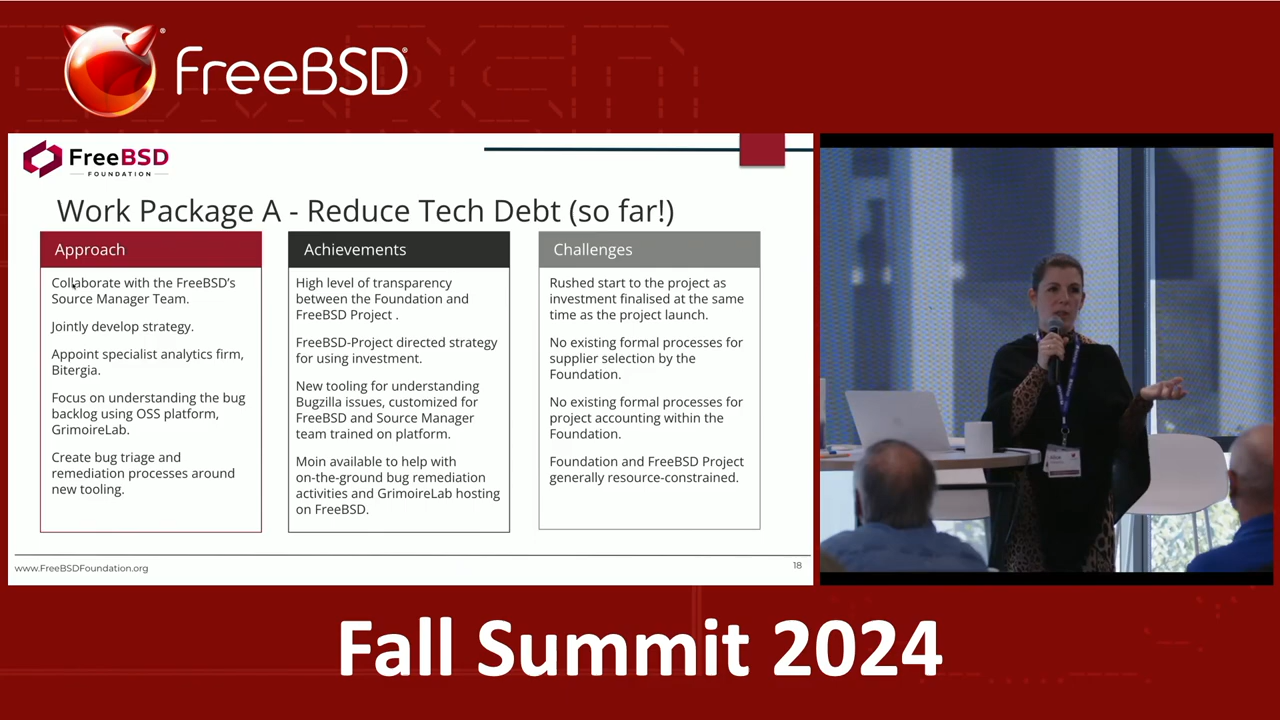 FreeBSD
FreeBSD
FOUNDATION
Work Package A - Reduce Tech Debt (so far!)
Approach
Collaborate with the FreeBSD's
Source Manager Team.
Jointly develop strategy.
Appoint specialist analytics firm,
Bitergia.
Focus on understanding the bug
backlog using OSS platform,
GrimoireLab.
Create bug triage and
remediation processes around
new tooling.
Achievements
High level of transparency
between the Foundation and
FreeBSD Project .
FreeBSD-Project directed strategy
for using investment.
New tooling for understanding
Bugzilla issues, customized for
FreeBSD and Source Manager
team trained on platform.
Moin available to help with
on-the-ground bug remediation
activities and GrimoireLab hosting
on FreeBSD.
Challenges
Rushed start to the project as
investment finalised at the same
time as the project launch.
No existing formal processes for
supplier selection by the
Foundation.
No existing formal processes for
project accounting within the
Foundation.
Foundation and FreeBSD Project
generally resource-constrained.
www.FreeBSDFoundation.org
18
Fall Summit 2024